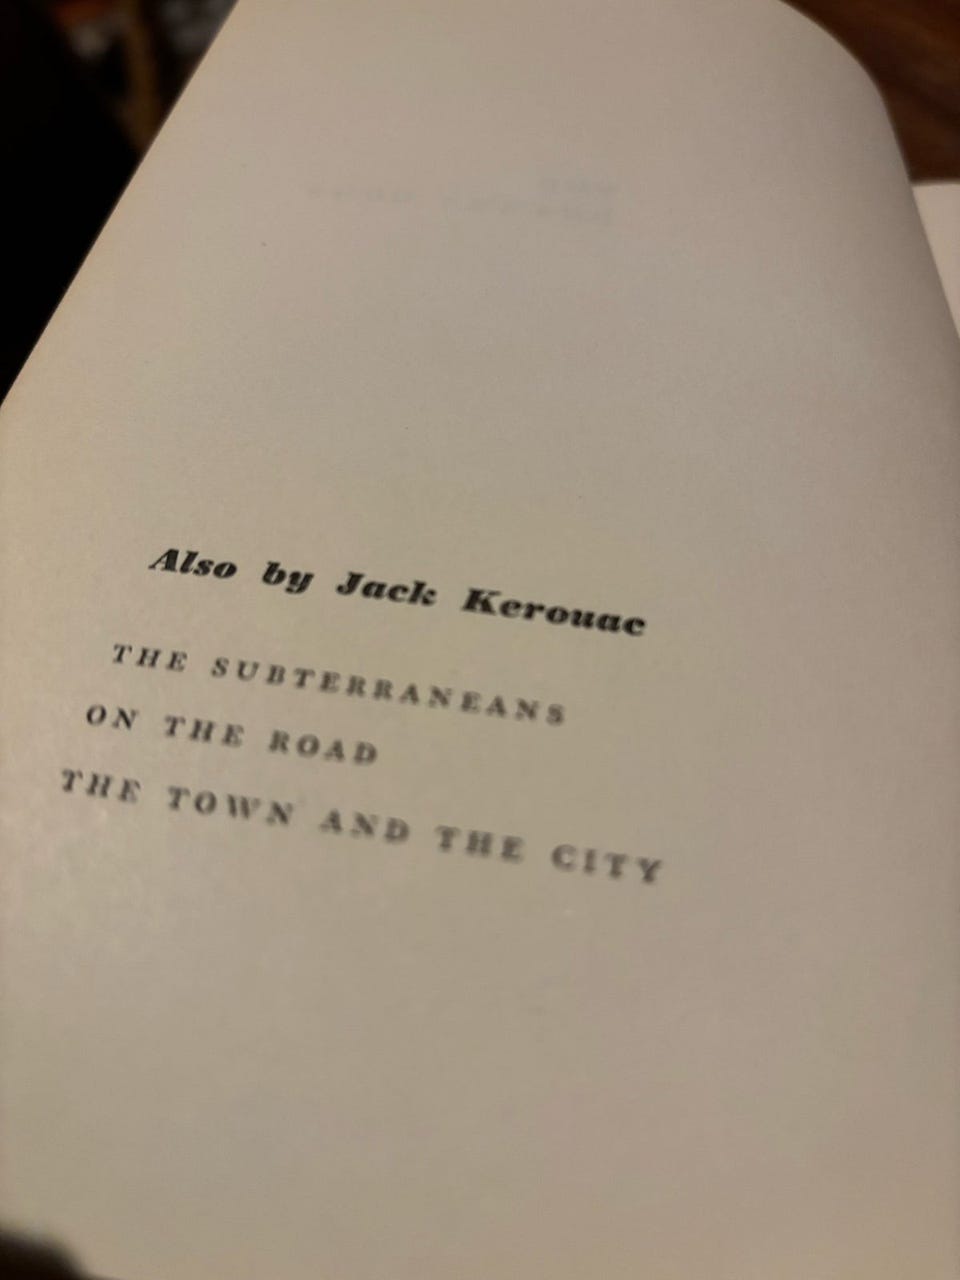 Also by Jack Kerouac
THE SUBTERRANEANS
ON THE ROAD
THE TOWN AND THE CITY